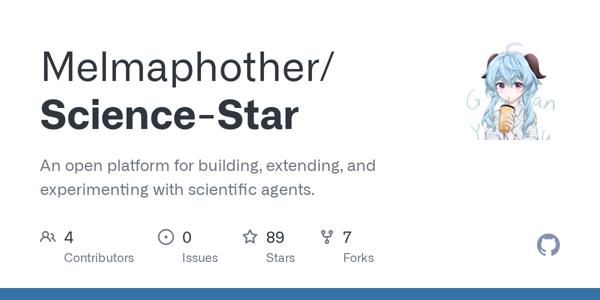 Melmaphother/
Science-Star
An open platform for building, extending, and
experimenting with scientific agents.
4
Contributors
0
Issues
89
Stars
7
Forks